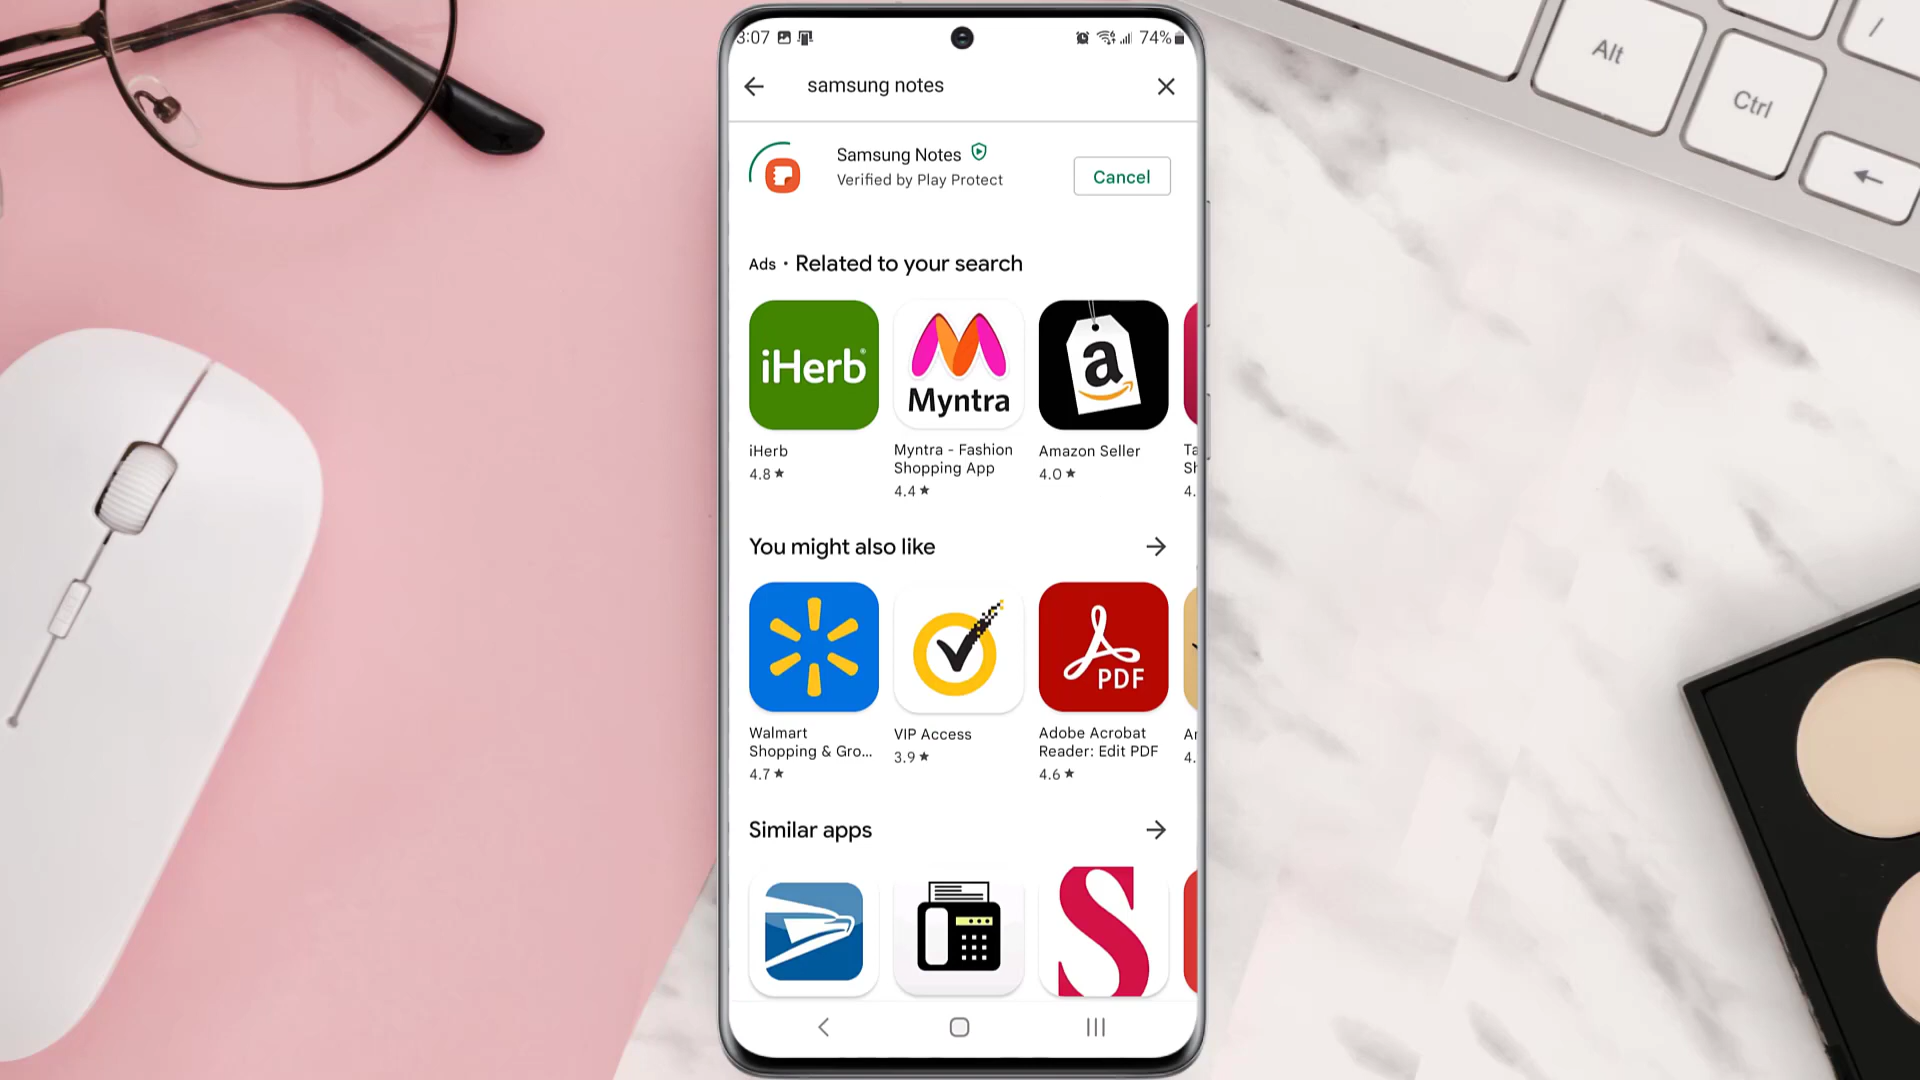 Alt
Ctrl
/
←
3:07
74%
samsung notes
Samsung Notes
Verified by Play Protect
Cancel
Ads • Related to your search
iHerb
Myntra
a
iHerb
4.8 ★
Myntra - Fashion
Shopping App
4.4 ★
Amazon Seller
4.0 ★
Ta
Sh
4.
You might also like
PDF
Walmart
Shopping & Gro...
4.7 ★
VIP Access
3.9 ★
Adobe Acrobat
Reader: Edit PDF
4.6 ★
Ar
4.
Similar apps
S